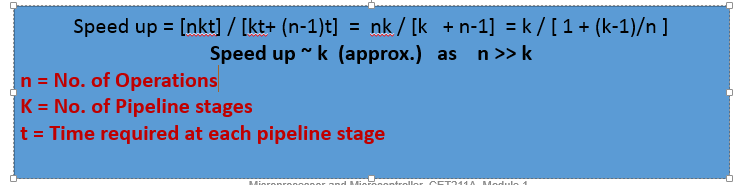 Speed up = [nkt] / [kt+ (n-1)t] = nk / [k + n-1] = k / [ 1 + (k-1)/n ]
Speed up ~ k (approx.) as n >> k
n = No. of Operations
K = No. of Pipeline stages
t = Time required at each pipeline stage
Microprocessor and Microcontroller CET211A Module 1